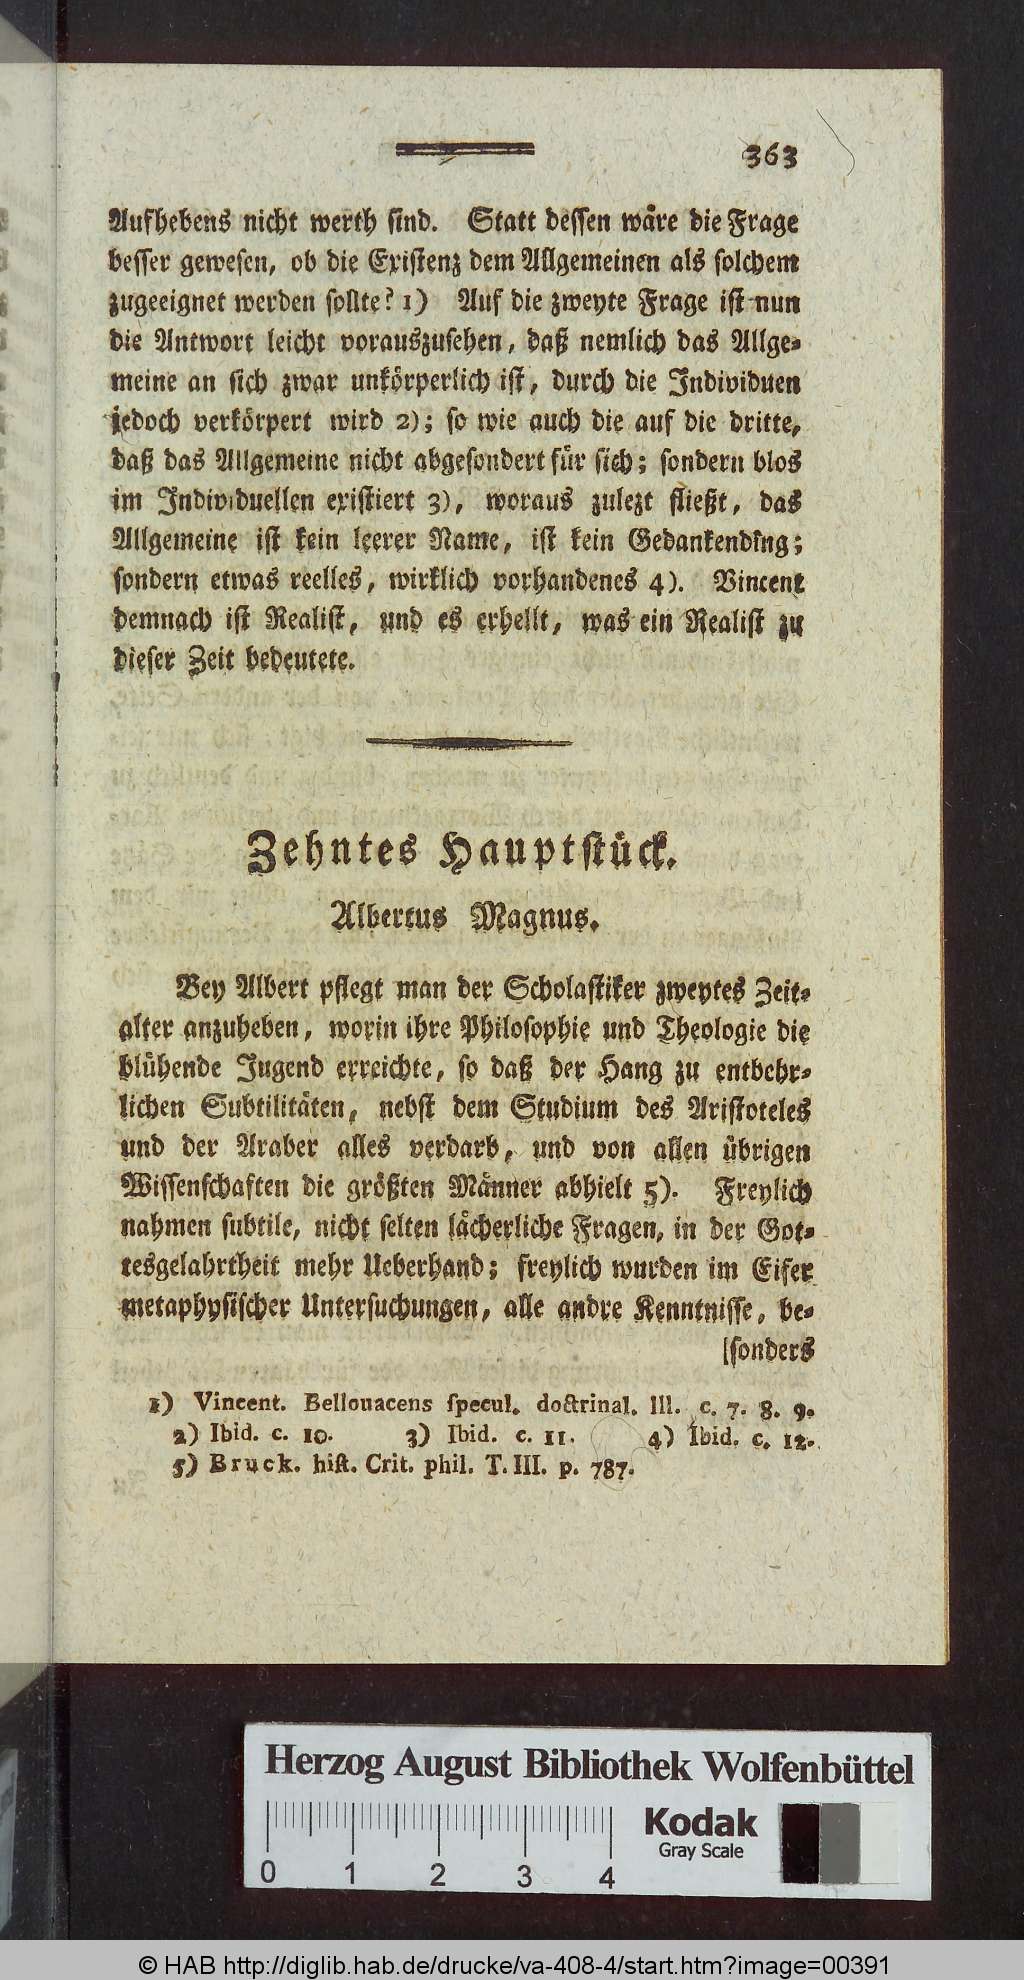 363
Aufhebens nicht werth sind. Statt dessen wäre die Frage
besser gewesen, ob die Existenz dem Allgemeinen als solchem
zugeeignet werden sollte? 1) Auf die zweyte Frage ist nun
die Antwort leicht vorauszusehen, daß nemlich das Allge-
meine an sich zwar unkörperlich ist, durch die Individuen
jedoch verkörpert wird 2); so wie auch die auf die dritte,
daß das Allgemeine nicht abgesondert für sich; sondern blos
im Individuellen existiert 3), woraus zulezt fließt, das
Allgemeine ist kein leerer Name, ist kein Gedankending;
sondern etwas reelles, wirklich vorhandenes 4). Vincent
demnach ist Realist, und es erhellt, was ein Realist zu
dieser Zeit bedeutete.
Zehntes Hauptstück.
Albertus Magnus.
Bey Albert pflegt man der Scholastiker zweytes Zeit-
alter anzuheben, worin ihre Philosophie und Theologie die
blühende Jugend erreichte, so daß der Hang zu entbehr-
lichen Subtilitäten, nebst dem Studium des Aristoteles
und der Araber alles verdarb, und von allen übrigen
Wissenschaften die größten Männer abhielt 5). Freylich
nahmen subtile, nicht selten lächerliche Fragen, in der Got-
tesgelahrtheit mehr Ueberhand; freylich wurden im Eifer
metaphysischer Untersuchungen, alle andre Kenntnisse, be-
sonders
1) Vincent. Bellouacens specul. doctrinal. III. c. 7. 8. 9.
2) Ibid. c. 10. 3) Ibid. c. 11. 4) Ibid. c. 12.
5) Bruck. hist. Crit. phil. T. III. p. 787.
Herzog August Bibliothek Wolfenbüttel
Kodak
Gray Scale
0 1 2 3 4
© HAB http://diglib.hab.de/drucke/va-408-4/start.htm?image=00391